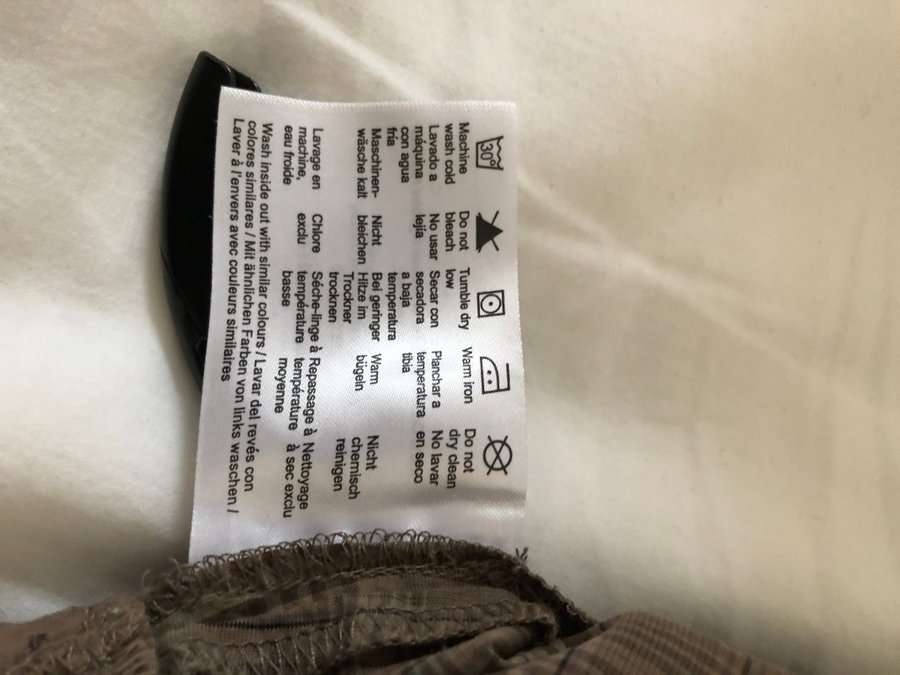 30°
Machine
wash cold
Lavado a
máquina
con agua
fría
Maschinen-
wäsche kalt
Lavage en
machine,
eau froide
Do not
bleach
No usar
lejía
Nicht
bleichen
Chlore
exclu
Tumble dry
low
Secar con
secadora
a baja
temperatura
Bei geringer
Hitze im
Trockner
trocknen
Séche-linge à
température
basse
Warm iron
Planchar a
temperatura
tibia
Warm
bügeln
Repassage à
température
moyenne
Do not
dry clean
No lavar
en seco
Nicht
chemisch
reinigen
Nettoyage
à sec exclu
Wash inside out with similar colours / Lavar del revés con
colores similares / Mit ähnlichen Farben von links waschen /
Laver à l'envers avec couleurs similaires